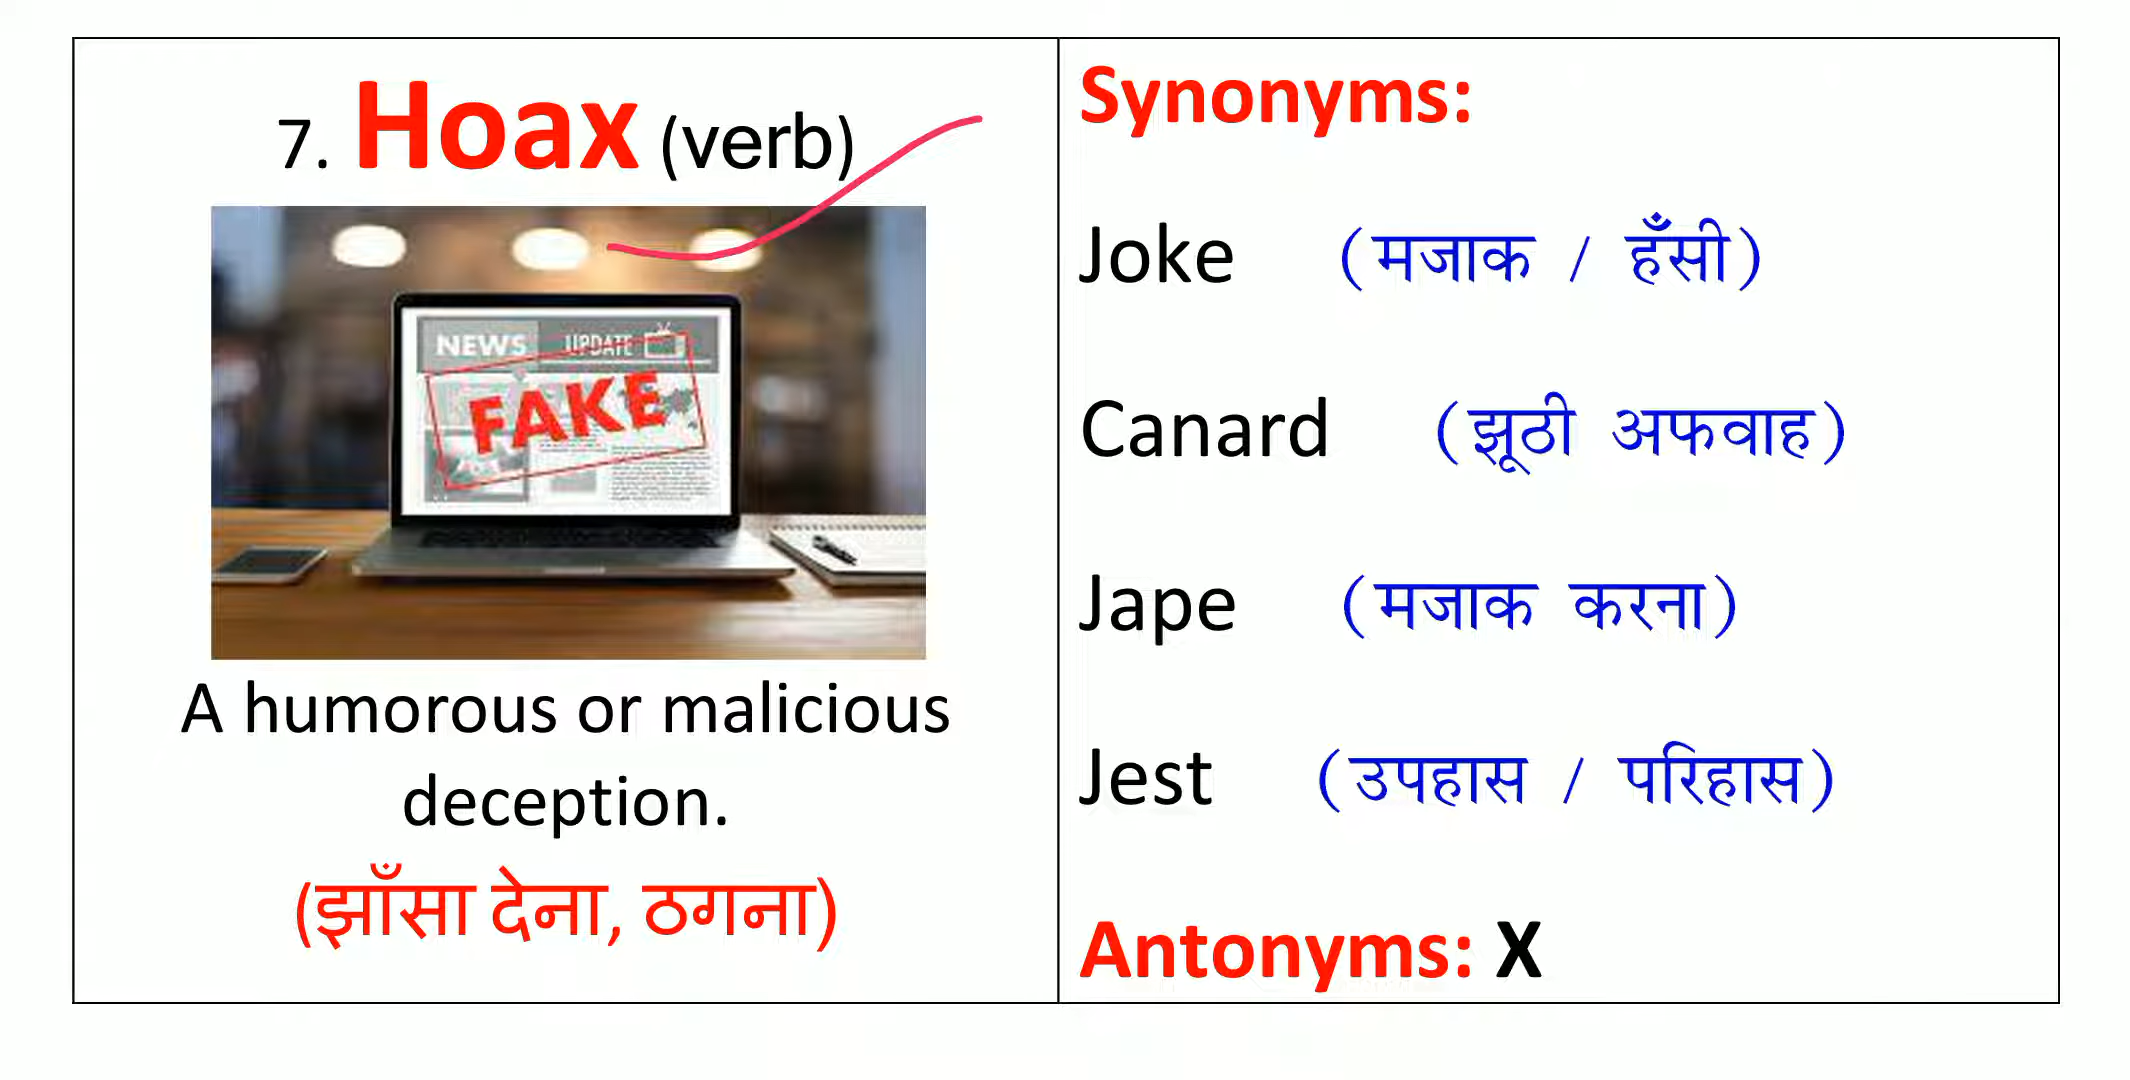 7. Hoax (verb)
NEWS UPDATE
FAKE
A humorous or malicious
deception.
(झाँसा देना, ठगना)
Synonyms:
Joke (मजाक / हँसी)
Canard (झूठी अफवाह)
Jape (मजाक करना)
Jest (उपहास / परिहास)
Antonyms: X